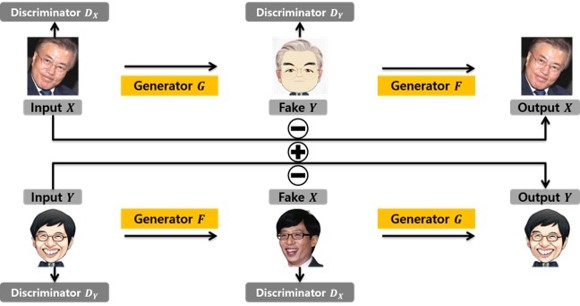 Discriminator D_X
Discriminator D_Y
Generator G
Generator F
Input X
Fake Y
Output X
−
+
−
Input Y
Fake X
Output Y
Generator F
Generator G
Discriminator D_Y
Discriminator D_X